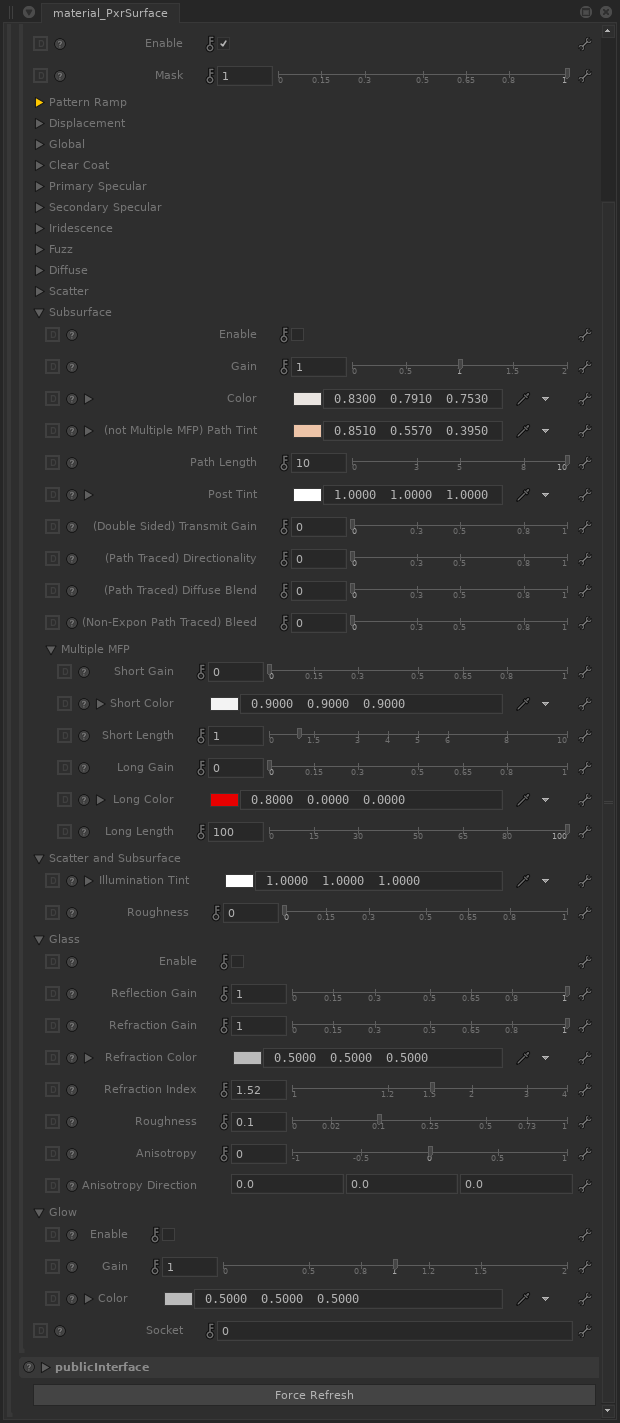 material_PxrSurface
D ? Enable
D ? Mask 1 0 0.15 0.3 0.5 0.65 0.8 1
Pattern Ramp
Displacement
Global
Clear Coat
Primary Specular
Secondary Specular
Iridescence
Fuzz
Diffuse
Scatter
Subsurface
D ? Enable
D ? Gain 1 0 0.5 1 1.5 2
D ? Color 0.8300 0.7910 0.7530
D ? (not Multiple MFP) Path Tint 0.8510 0.5570 0.3950
D ? Path Length 10 0 3 5 8 10
D ? Post Tint 1.0000 1.0000 1.0000
D ? (Double Sided) Transmit Gain 0 0 0.3 0.5 0.8 1
D ? (Path Traced) Directionality 0 0 0.3 0.5 0.8 1
D ? (Path Traced) Diffuse Blend 0 0 0.3 0.5 0.8 1
D ? (Non-Expon Path Traced) Bleed 0 0 0.3 0.5 0.8 1
Multiple MFP
D ? Short Gain 0 0 0.15 0.3 0.5 0.65 0.8 1
D ? Short Color 0.9000 0.9000 0.9000
D ? Short Length 1 0 1.5 3 4 5 6 8 10
D ? Long Gain 0 0 0.15 0.3 0.5 0.65 0.8 1
D ? Long Color 0.8000 0.0000 0.0000
D ? Long Length 100 0 15 30 50 65 80 100
Scatter and Subsurface
D ? Illumination Tint 1.0000 1.0000 1.0000
D ? Roughness 0 0 0.15 0.3 0.5 0.65 0.8 1
Glass
D ? Enable
D ? Reflection Gain 1 0 0.15 0.3 0.5 0.65 0.8 1
D ? Refraction Gain 1 0 0.15 0.3 0.5 0.65 0.8 1
D ? Refraction Color 0.5000 0.5000 0.5000
D ? Refraction Index 1.52 1 1.2 1.5 2 3 4
D ? Roughness 0.1 0 0.02 0.1 0.25 0.5 0.73 1
D ? Anisotropy 0 -1 -0.5 0 0.5 1
D ? Anisotropy Direction 0.0 0.0 0.0
Glow
D ? Enable
D ? Gain 1 0 0.5 0.8 1 1.2 1.5 2
D ? Color 0.5000 0.5000 0.5000
D ? Socket 0
? publicInterface
Force Refresh